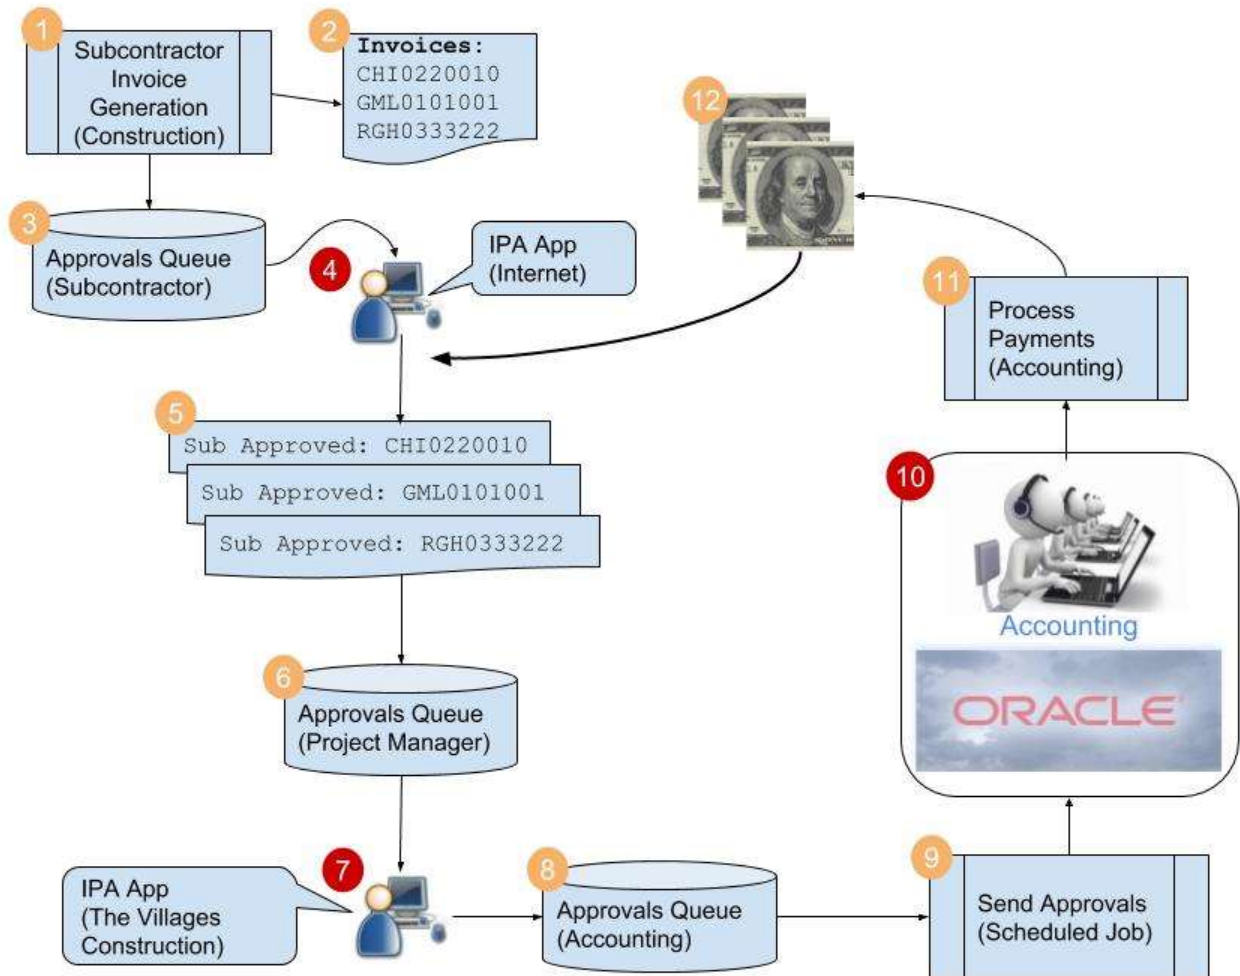 1
Subcontractor
Invoice
Generation
(Construction)
2
Invoices:
CHI0220010
GML0101001
RGH0333222
3
Approvals Queue
(Subcontractor)
4
IPA App
(Internet)
5
Sub Approved: CHI0220010
Sub Approved: GML0101001
Sub Approved: RGH0333222
6
Approvals Queue
(Project Manager)
7
IPA App
(The Villages
Construction)
8
Approvals Queue
(Accounting)
9
Send Approvals
(Scheduled Job)
10
Accounting
ORACLE
11
Process
Payments
(Accounting)
12